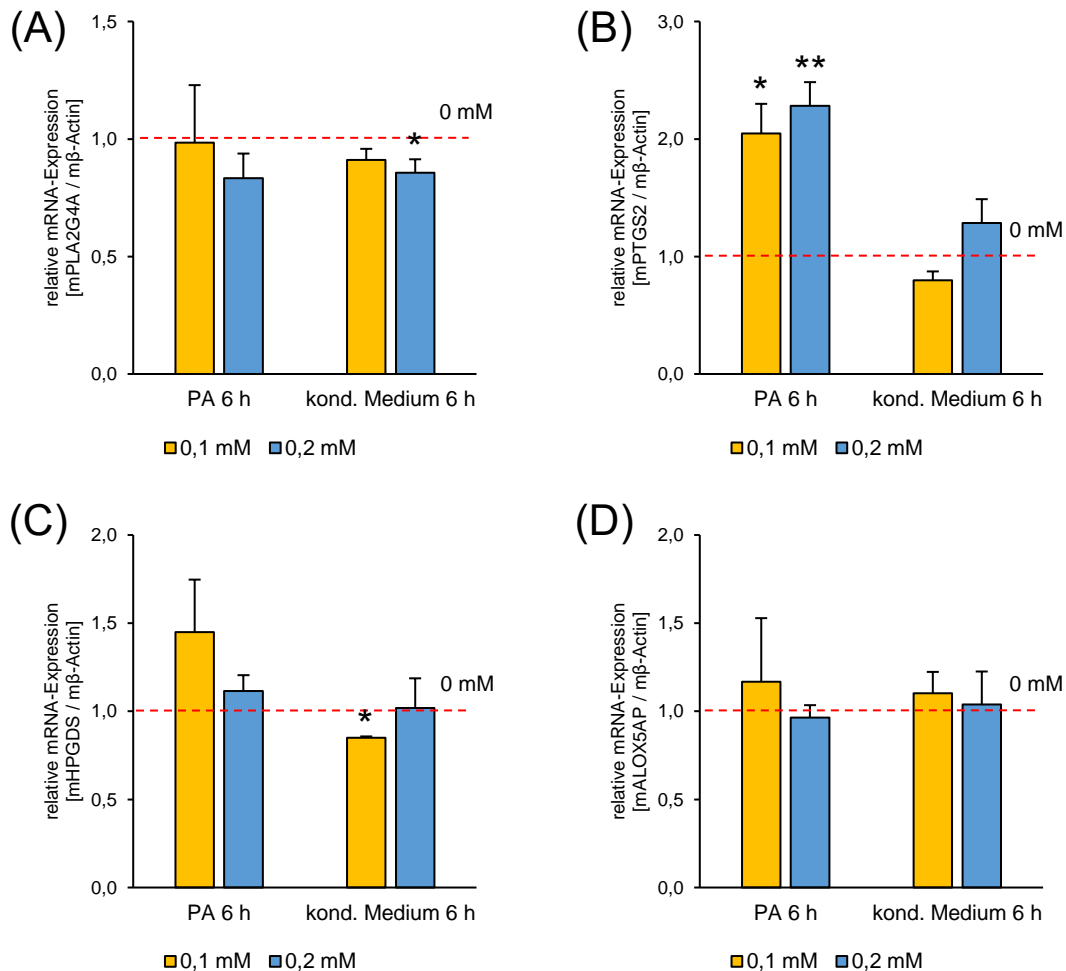 (A)
relative mRNA-Expression
[mPLA2G4A / mβ-Actin]
1,5
1,0
0,5
0,0
0 mM
*
PA 6 h kond. Medium 6 h
0,1 mM 0,2 mM
(B)
relative mRNA-Expression
[mPTGS2 / mβ-Actin]
3,0
2,0
1,0
0,0
* **
0 mM
PA 6 h kond. Medium 6 h
0,1 mM 0,2 mM
(C)
relative mRNA-Expression
[mHPGDS / mβ-Actin]
2,0
1,5
1,0
0,5
0,0
0 mM
*
PA 6 h kond. Medium 6 h
0,1 mM 0,2 mM
(D)
relative mRNA-Expression
[mALOX5AP / mβ-Actin]
2,0
1,5
1,0
0,5
0,0
0 mM
PA 6 h kond. Medium 6 h
0,1 mM 0,2 mM